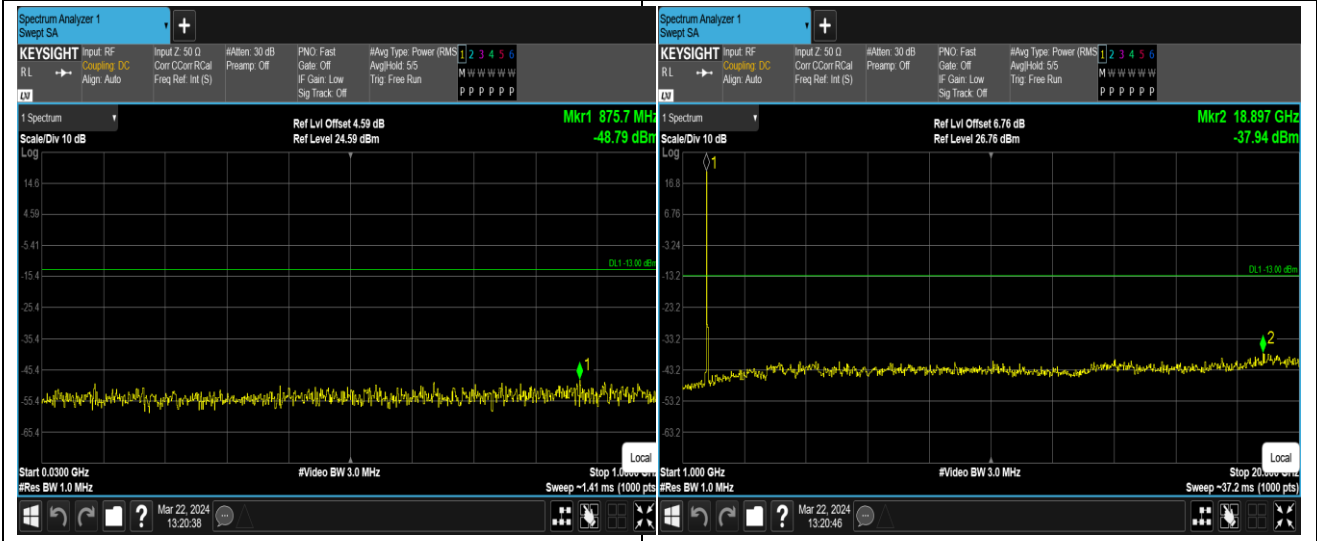 Spectrum Analyzer 1
Swept SA
+
KEYSIGHT Input: RF Input Z: 50 Ω #Atten: 30 dB PNO: Fast #Avg Type: Power (RMS 1 2 3 4 5 6
RL Coupling: DC Corr CCorr RCal Preamp: Off Gate: Off Avg|Hold: 5/5 M W W W W W
Align: Auto Freq Ref: Int (S) IF Gain: Low Trig: Free Run
LXI Sig Track: Off P P P P P P
1 Spectrum Ref Lvl Offset 4.59 dB Mkr1 875.7 MHz
Scale/Div 10 dB Ref Level 24.59 dBm -48.79 dBm
Log
14.6
4.59
-5.41
DL1 -13.00 dBm
-15.4
-25.4
-35.4
1
-45.4
-55.4
-65.4
Local
Start 0.0300 GHz #Video BW 3.0 MHz Stop 1.0000 GHz
#Res BW 1.0 MHz Sweep ~1.41 ms (1000 pts)
? Mar 22, 2024
13:20:38
Spectrum Analyzer 1
Swept SA
+
KEYSIGHT Input: RF Input Z: 50 Ω #Atten: 30 dB PNO: Fast #Avg Type: Power (RMS 1 2 3 4 5 6
RL Coupling: DC Corr CCorr RCal Preamp: Off Gate: Off Avg|Hold: 5/5 M W W W W W
Align: Auto Freq Ref: Int (S) IF Gain: Low Trig: Free Run
LXI Sig Track: Off P P P P P P
1 Spectrum Ref Lvl Offset 6.76 dB Mkr2 18.897 GHz
Scale/Div 10 dB Ref Level 26.76 dBm -37.94 dBm
Log
1
16.8
6.76
-3.24
DL1 -13.00 dBm
-13.2
-23.2
-33.2
2
-43.2
-53.2
-63.2
Local
Start 1.000 GHz #Video BW 3.0 MHz Stop 20.000 GHz
#Res BW 1.0 MHz Sweep ~37.2 ms (1000 pts)
? Mar 22, 2024
13:20:46